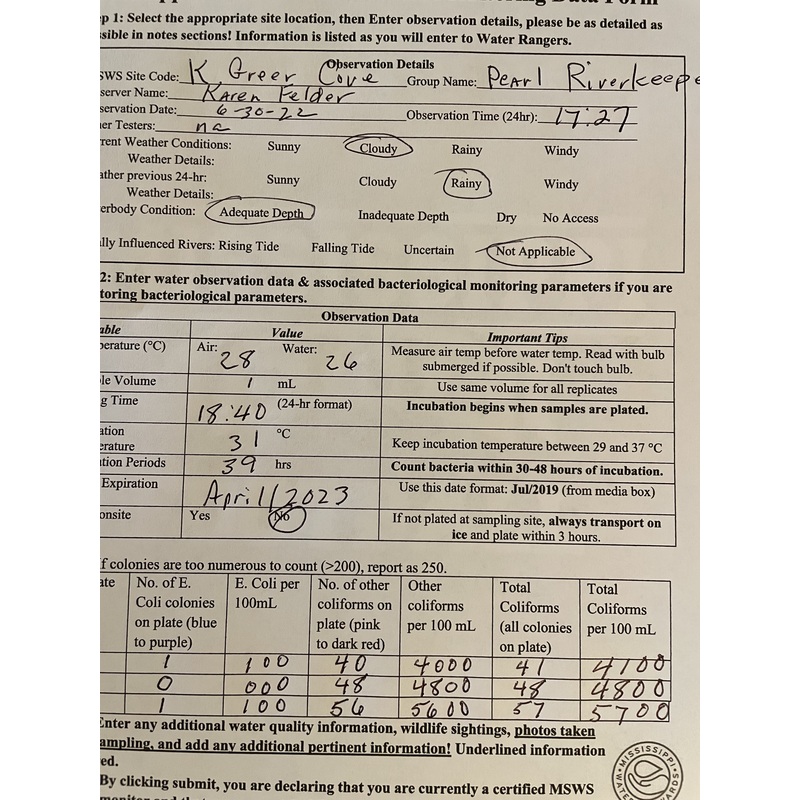 p 1: Select the appropriate site location, then Enter observation details, please be as detailed as
sible in notes sections! Information is listed as you will enter to Water Rangers.
Observation Details
SWS Site Code: K Greer Cove Group Name: Pearl Riverkeepe
server Name: Karen Felder
servation Date: 6-30-22 Observation Time (24hr): 17:27
er Testers: na
rent Weather Conditions: Sunny Cloudy Rainy Windy
Weather Details:
ather previous 24-hr: Sunny Cloudy Rainy Windy
Weather Details:
erbody Condition: Adequate Depth Inadequate Depth Dry No Access
lly Influenced Rivers: Rising Tide Falling Tide Uncertain Not Applicable
2: Enter water observation data & associated bacteriological monitoring parameters if you are
toring bacteriological parameters.
Observation Data
able Value Important Tips
perature (°C) Air: 28 Water: 26 Measure air temp before water temp. Read with bulb
submerged if possible. Don't touch bulb.
le Volume 1 mL Use same volume for all replicates
g Time 18:40 (24-hr format) Incubation begins when samples are plated.
ation
erature 31 °C Keep incubation temperature between 29 and 37 °C
tion Periods 39 hrs Count bacteria within 30-48 hours of incubation.
Expiration April/2023 Use this date format: Jul/2019 (from media box)
onsite Yes No If not plated at sampling site, always transport on
ice and plate within 3 hours.
f colonies are too numerous to count (>200), report as 250.
ate No. of E. E. Coli per No. of other Other Total Total
Coli colonies 100mL coliforms on coliforms Coliforms Coliforms
on plate (blue plate (pink per 100 mL (all colonies per 100 mL
to purple) to dark red) on plate)
1 100 40 4000 41 4100
0 000 48 4800 48 4800
1 100 56 5600 57 5700
Enter any additional water quality information, wildlife sightings, photos taken
ampling, and add any additional pertinent information! Underlined information
ed.
By clicking submit, you are declaring that you are currently a certified MSWS
MISSISSIPPI